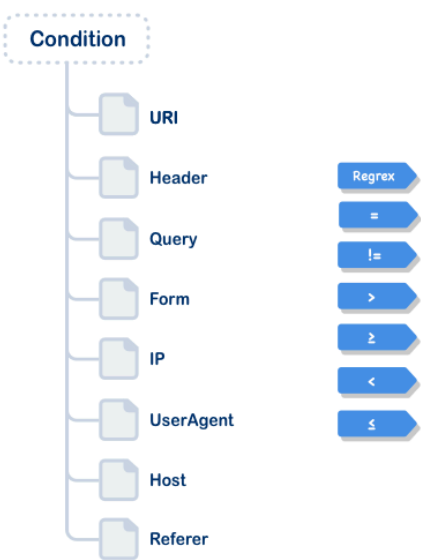 Condition
URI
Header
Query
Form
IP
UserAgent
Host
Referer
Regrex
=
!=
>
≥
<
≤